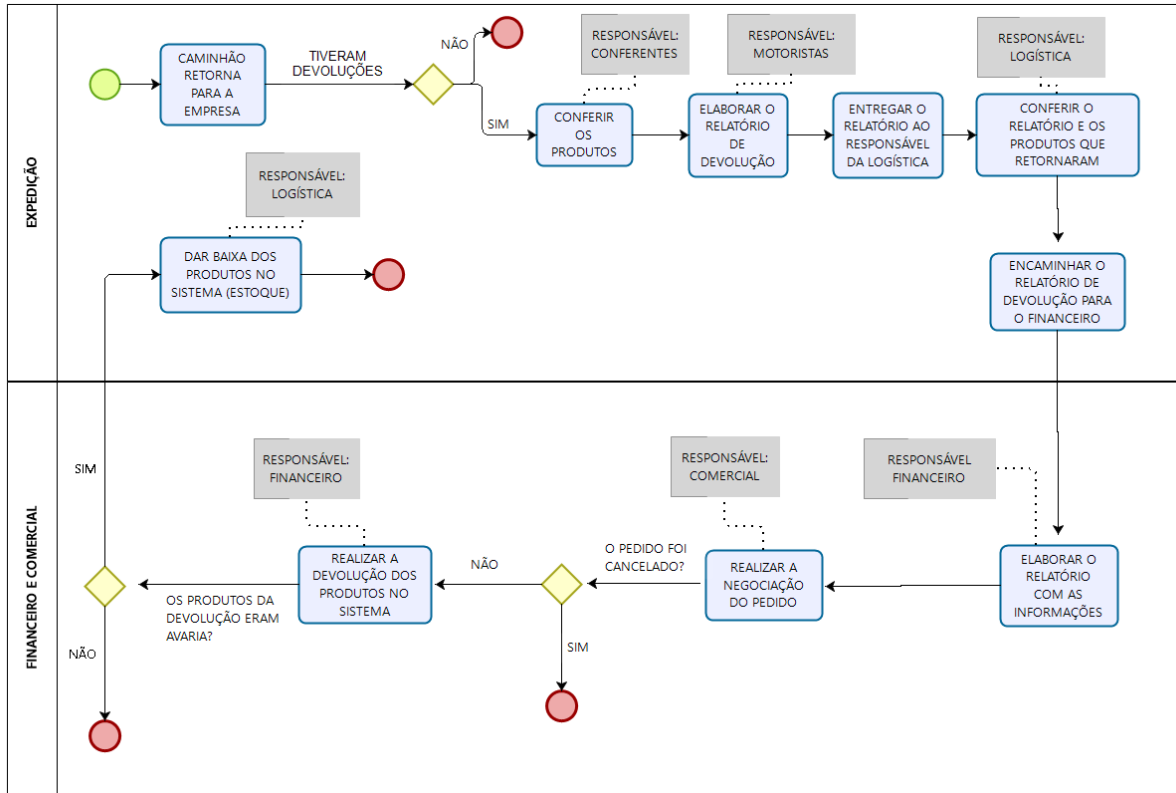 EXPEDIÇÃO
CAMINHÃO
RETORNA
PARA A
EMPRESA
TIVERAM
DEVOLUÇÕES
NÃO
SIM
RESPONSÁVEL:
CONFERENTES
CONFERIR
OS
PRODUTOS
RESPONSÁVEL:
MOTORISTAS
ELABORAR O
RELATÓRIO
DE
DEVOLUÇÃO
ENTREGAR O
RELATÓRIO AO
RESPONSÁVEL
DA LOGÍSTICA
RESPONSÁVEL:
LOGÍSTICA
CONFERIR O
RELATÓRIO E OS
PRODUTOS QUE
RETORNARAM
ENCAMINHAR O
RELATÓRIO DE
DEVOLUÇÃO PARA
O FINANCEIRO
RESPONSÁVEL:
LOGÍSTICA
DAR BAIXA DOS
PRODUTOS NO
SISTEMA (ESTOQUE)
FINANCEIRO E COMERCIAL
RESPONSÁVEL
FINANCEIRO
ELABORAR O
RELATÓRIO
COM AS
INFORMAÇÕES
RESPONSÁVEL:
COMERCIAL
REALIZAR A
NEGOCIAÇÃO
DO PEDIDO
O PEDIDO FOI
CANCELADO?
NÃO
SIM
RESPONSÁVEL:
FINANCEIRO
REALIZAR A
DEVOLUÇÃO DOS
PRODUTOS NO
SISTEMA
OS PRODUTOS DA
DEVOLUÇÃO ERAM
AVARIA?
SIM
NÃO